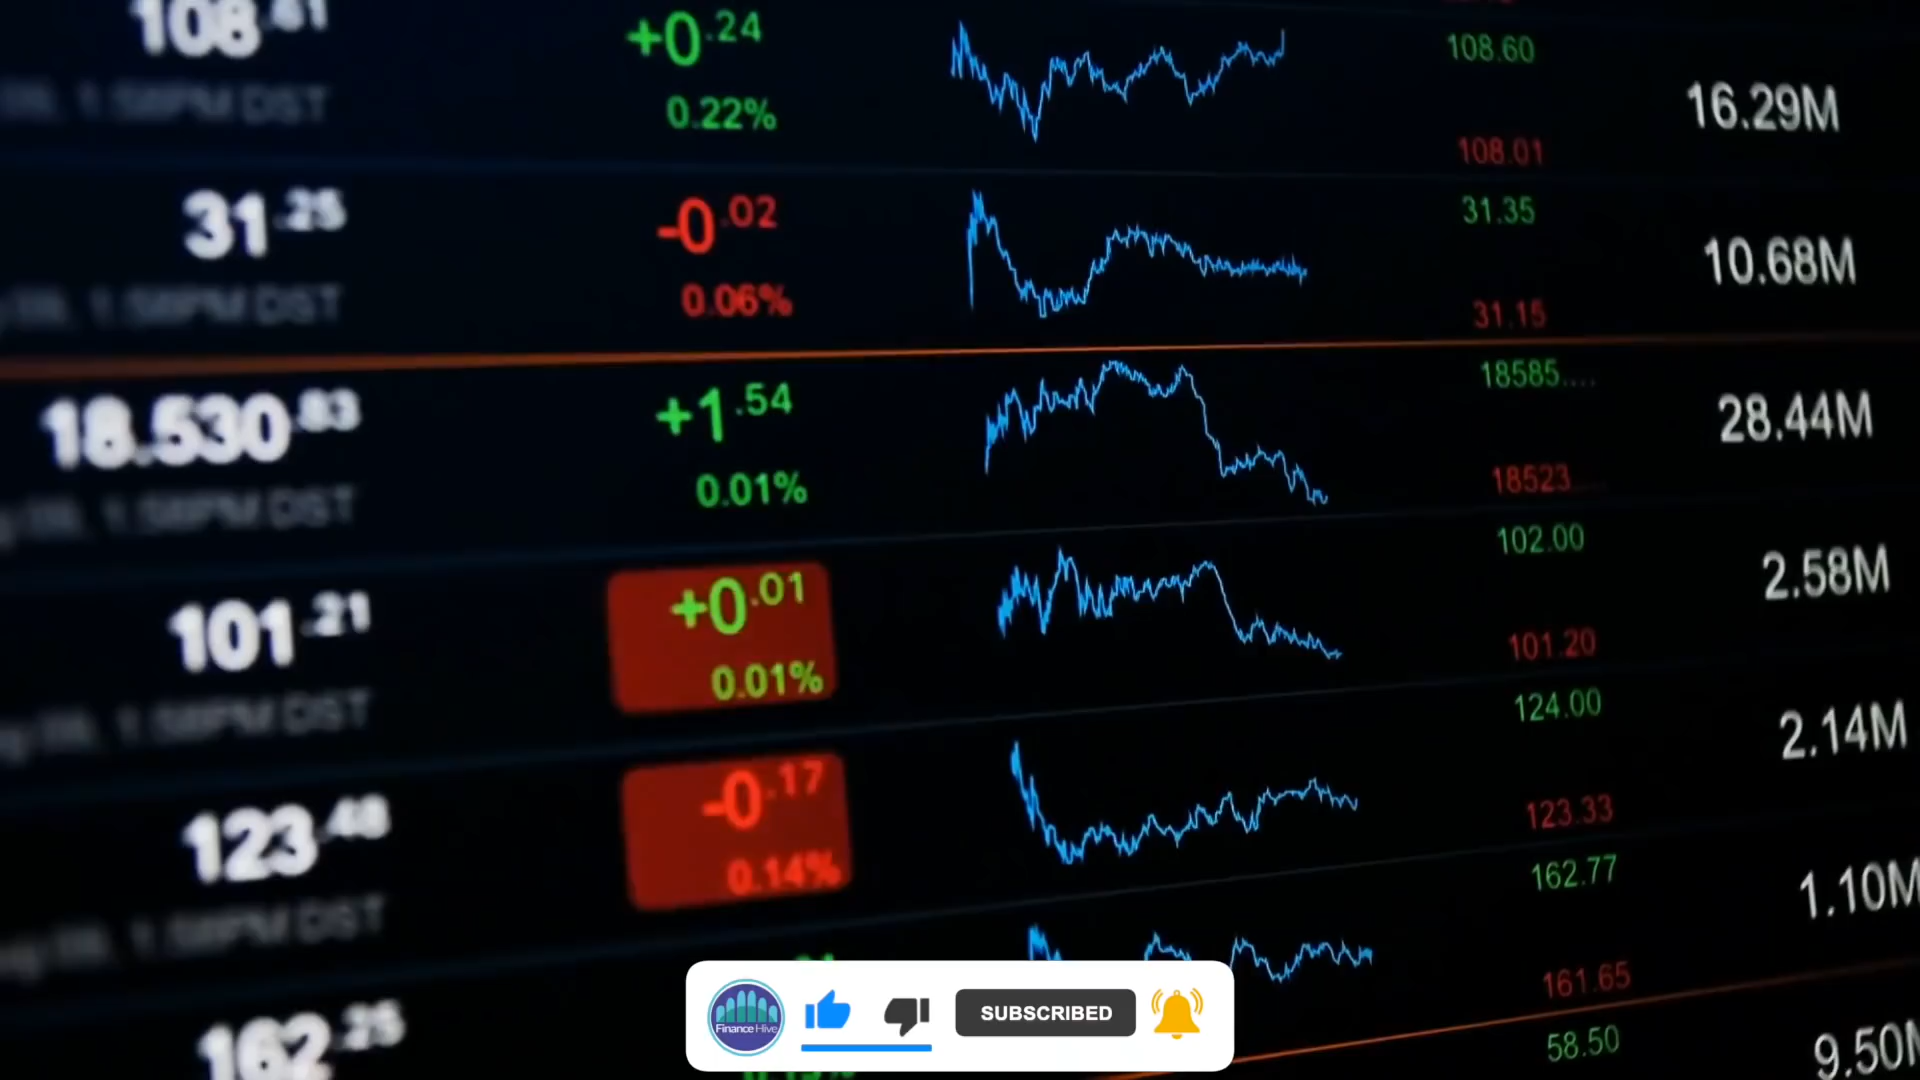 108.61 +0.24 108.60
0.22% 16.29M
108.01
31.25 -0.02 31.35
0.06% 10.68M
31.15
18.530.83 +1.54 18585....
0.01% 28.44M
18523
101.21 +0.01 102.00
0.01% 2.58M
101.20
123.48 -0.17 124.00
0.14% 2.14M
123.33
162.77
1.10M
161.65
162.25 58.50
9.50M
Finance Hive SUBSCRIBED